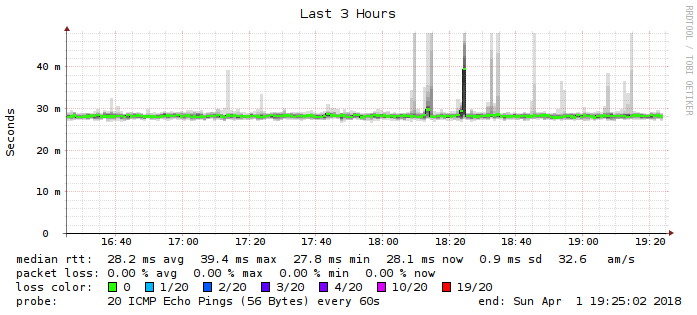 Last 3 Hours
RRDTOOL / TOBI OETIKER
Seconds
40 m
30 m
20 m
10 m
0
16:40 17:00 17:20 17:40 18:00 18:20 18:40 19:00 19:20
median rtt: 28.2 ms avg 39.4 ms max 27.8 ms min 28.1 ms now 0.9 ms sd 32.6 am/s
packet loss: 0.00 % avg 0.00 % max 0.00 % min 0.00 % now
loss color: 0 1/20 2/20 3/20 4/20 10/20 19/20
probe: 20 ICMP Echo Pings (56 Bytes) every 60s end: Sun Apr 1 19:25:02 2018